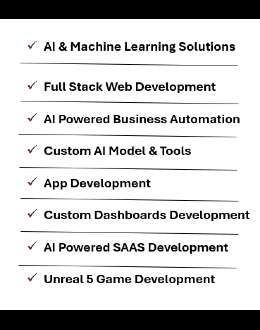 ✓ AI & Machine Learning Solutions
✓ Full Stack Web Development
✓ AI Powered Business Automation
✓ Custom AI Model & Tools
✓ App Development
✓ Custom Dashboards Development
✓ AI Powered SAAS Development
✓ Unreal 5 Game Development